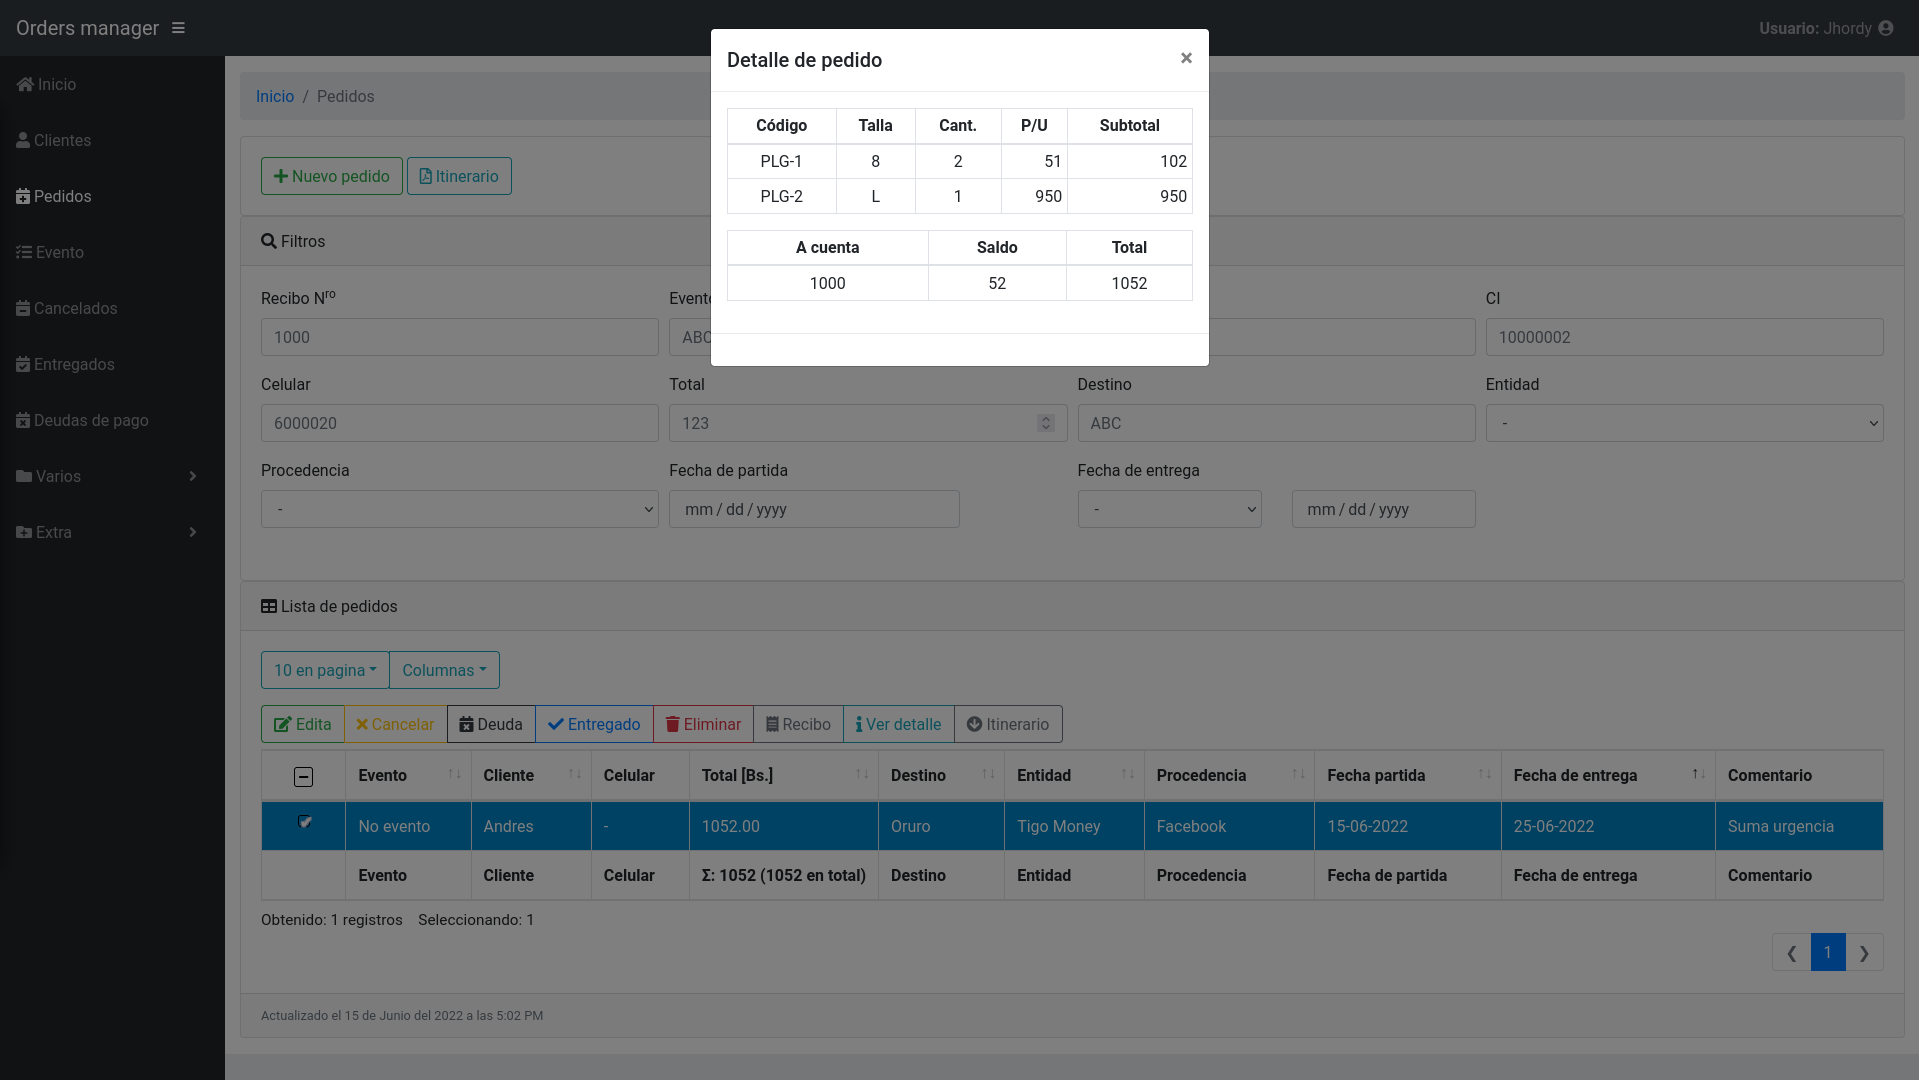 Orders manager
Usuario: Jhordy
Inicio
Clientes
Pedidos
Evento
Cancelados
Entregados
Deudas de pago
Varios
Extra
Inicio / Pedidos
Nuevo pedido Itinerario
Detalle de pedido ×
Código Talla Cant. P/U Subtotal
PLG-1 8 2 51 102
PLG-2 L 1 950 950
A cuenta Saldo Total
1000 52 1052
Filtros
Recibo Nro Evento CI
1000 ABC 10000002
Celular Total Destino Entidad
6000020 123 ABC -
Procedencia Fecha de partida Fecha de entrega
- mm / dd / yyyy - mm / dd / yyyy
Lista de pedidos
10 en pagina Columnas
Edita Cancelar Deuda Entregado Eliminar Recibo Ver detalle Itinerario
Evento Cliente Celular Total [Bs.] Destino Entidad Procedencia Fecha partida Fecha de entrega Comentario
No evento Andres - 1052.00 Oruro Tigo Money Facebook 15-06-2022 25-06-2022 Suma urgencia
Evento Cliente Celular Σ: 1052 (1052 en total) Destino Entidad Procedencia Fecha de partida Fecha de entrega Comentario
Obtenido: 1 registros Seleccionando: 1
❮ 1 ❯
Actualizado el 15 de Junio del 2022 a las 5:02 PM